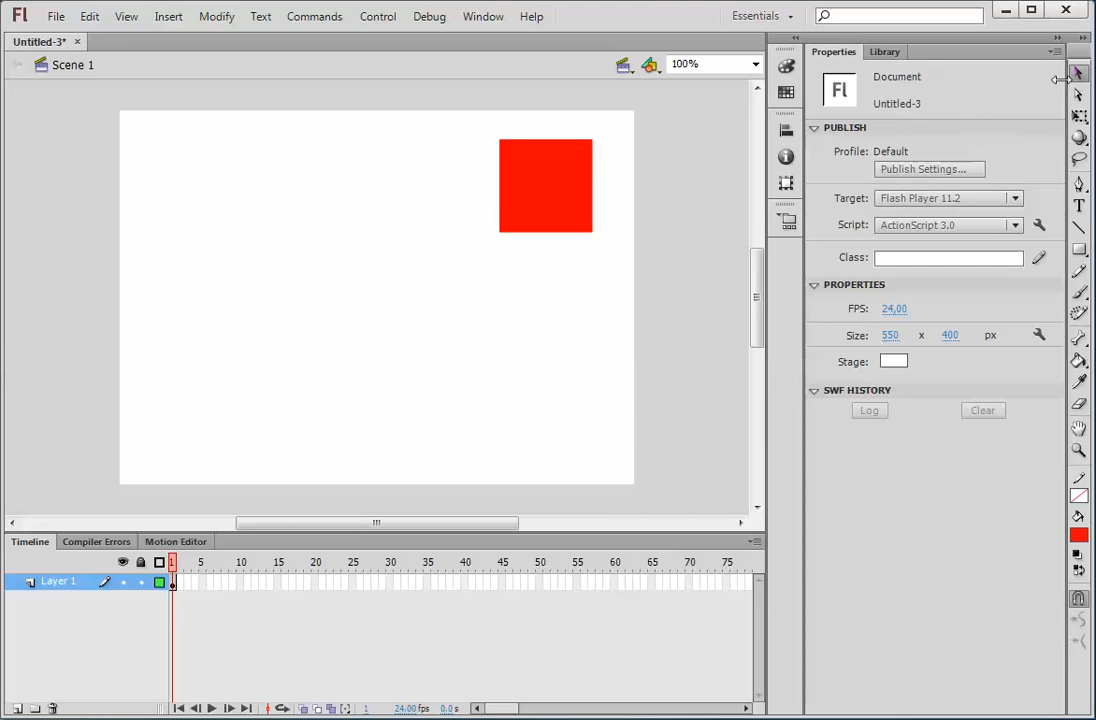 Fl File Edit View Insert Modify Text Commands Control Debug Window Help Essentials
Untitled-3* ×
Scene 1 100%
Properties Library
Fl Document
Untitled-3
PUBLISH
Profile: Default
Publish Settings...
Target: Flash Player 11.2
Script: ActionScript 3.0
Class:
PROPERTIES
FPS: 24,00
Size: 550 x 400 px
Stage:
SWF HISTORY
Log Clear
Timeline Compiler Errors Motion Editor
1 5 10 15 20 25 30 35 40 45 50 55 60 65 70 75
Layer 1
1 24.00 fps 0.0 s